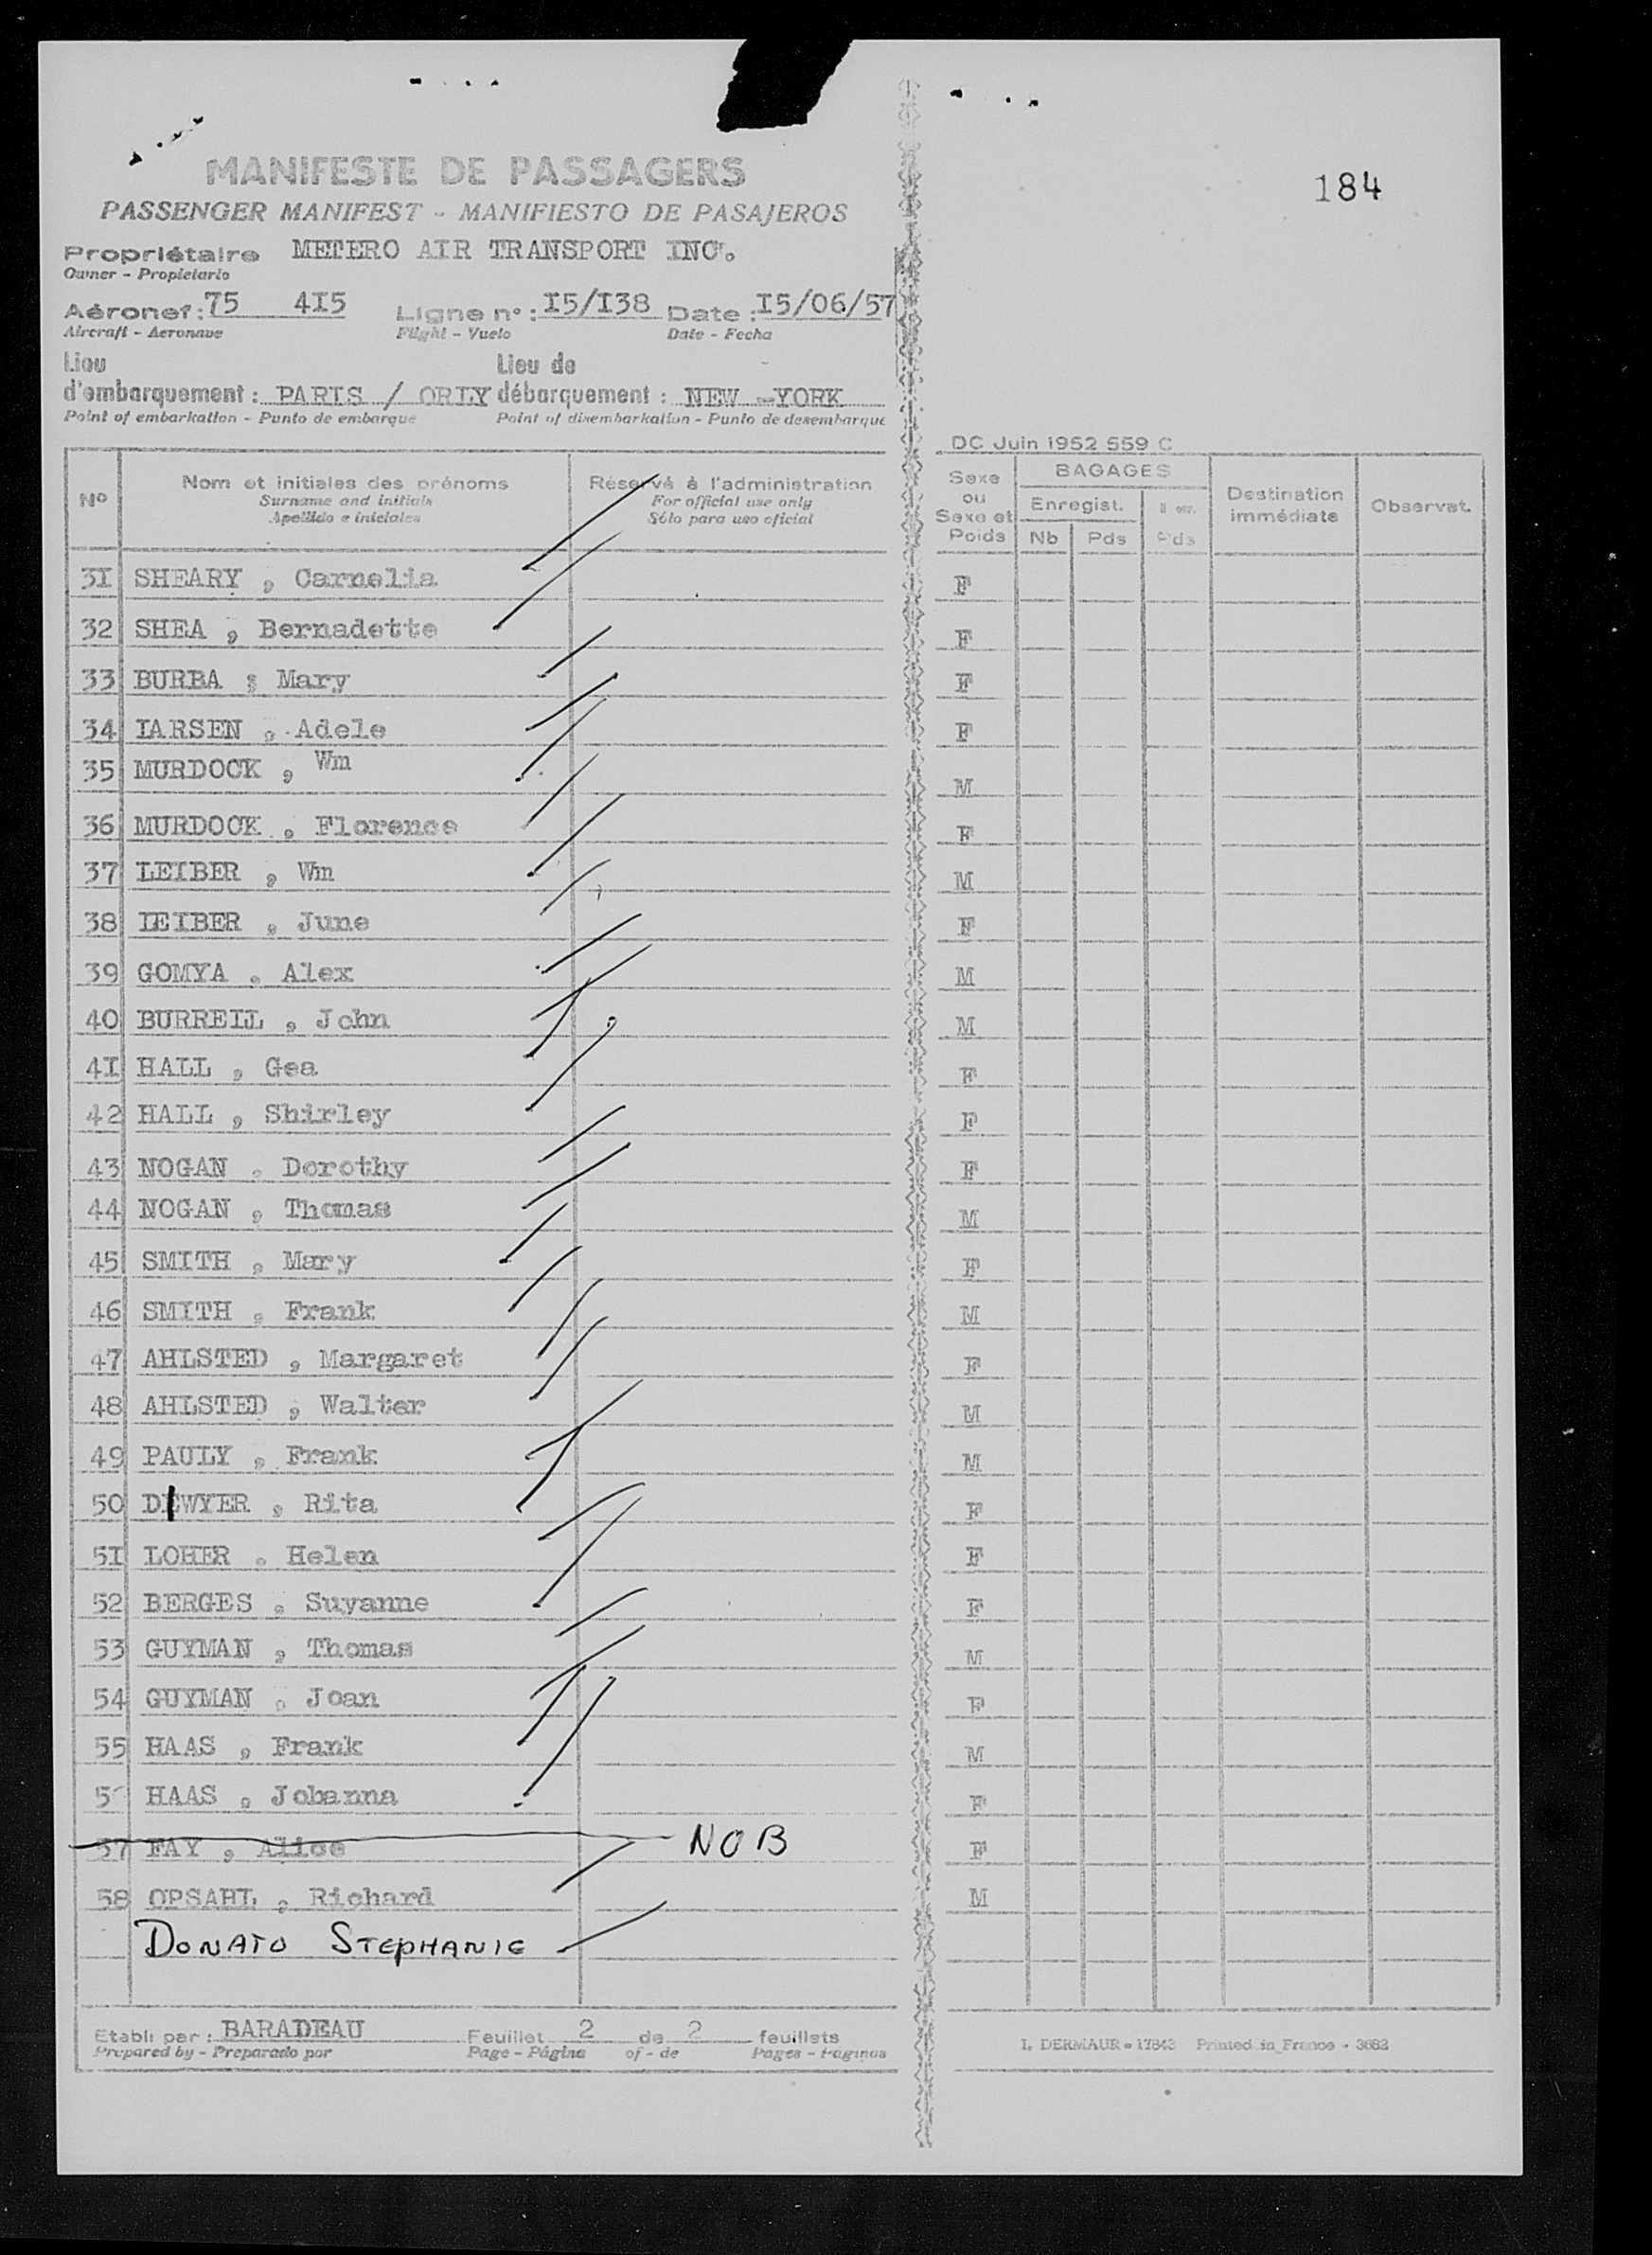 MANIFESTE DE PASSAGERS
184
PASSENGER MANIFEST - MANIFIESTO DE PASAJEROS
Propriétaire METERO AIR TRANSPORT INC.
Owner - Propietario
Aéronef : 75 4I5 Ligne n° : I5/I38 Date : I5/06/57
Aircraft - Aeronave Flight - Vuelo Date - Fecha
Lieu Lieu de
d'embarquement : PARIS / ORLY débarquement : NEW -YORK
Point of embarkation - Punto de embarque Point of disembarkation - Punto de desembarque
DC Juin 1952 559 C
N° Nom et initiales des prénoms Réservé à l'administration Sexe ou Sexe et Poids BAGAGES Destination immédiate Observat.
Surname and initials For official use only Enregist.
Apellido e iniciales Sólo para uso oficial Nb Pds Pds
3I SHEARY , Carnelia F
32 SHEA , Bernadette F
33 BURBA , Mary F
34 IARSEN , Adele F
35 MURDOCK , Wm M
36 MURDOCK , Florence F
37 LEIBER , Wm M
38 IEIBER , June F
39 GOMYA , Alex M
40 BURREIL , John M
4I HALL , Gea F
42 HALL , Shirley F
43 NOGAN , Dorothy F
44 NOGAN , Thomas M
45 SMITH , Mary F
46 SMITH , Frank M
47 AHLSTED , Margaret F
48 AHLSTED , Walter M
49 PAULY , Frank M
50 DEWYER , Rita F
5I LOHER , Helen F
52 BERGES , Suyanne F
53 GUYMAN , Thomas M
54 GUYMAN , Joan F
55 HAAS , Frank M
5 HAAS , Johanna F
57 FAY , Alice NOB F
58 OPSAHL , Richard M
DONATO STEPHANIE
Etabli par : BARADEAU Feuillet 2 de 2 feuillets
Prepared by - Preparado por Page - Página of - de Pages - Paginas
I. DERMAUR - 17843 Printed in France - 3682